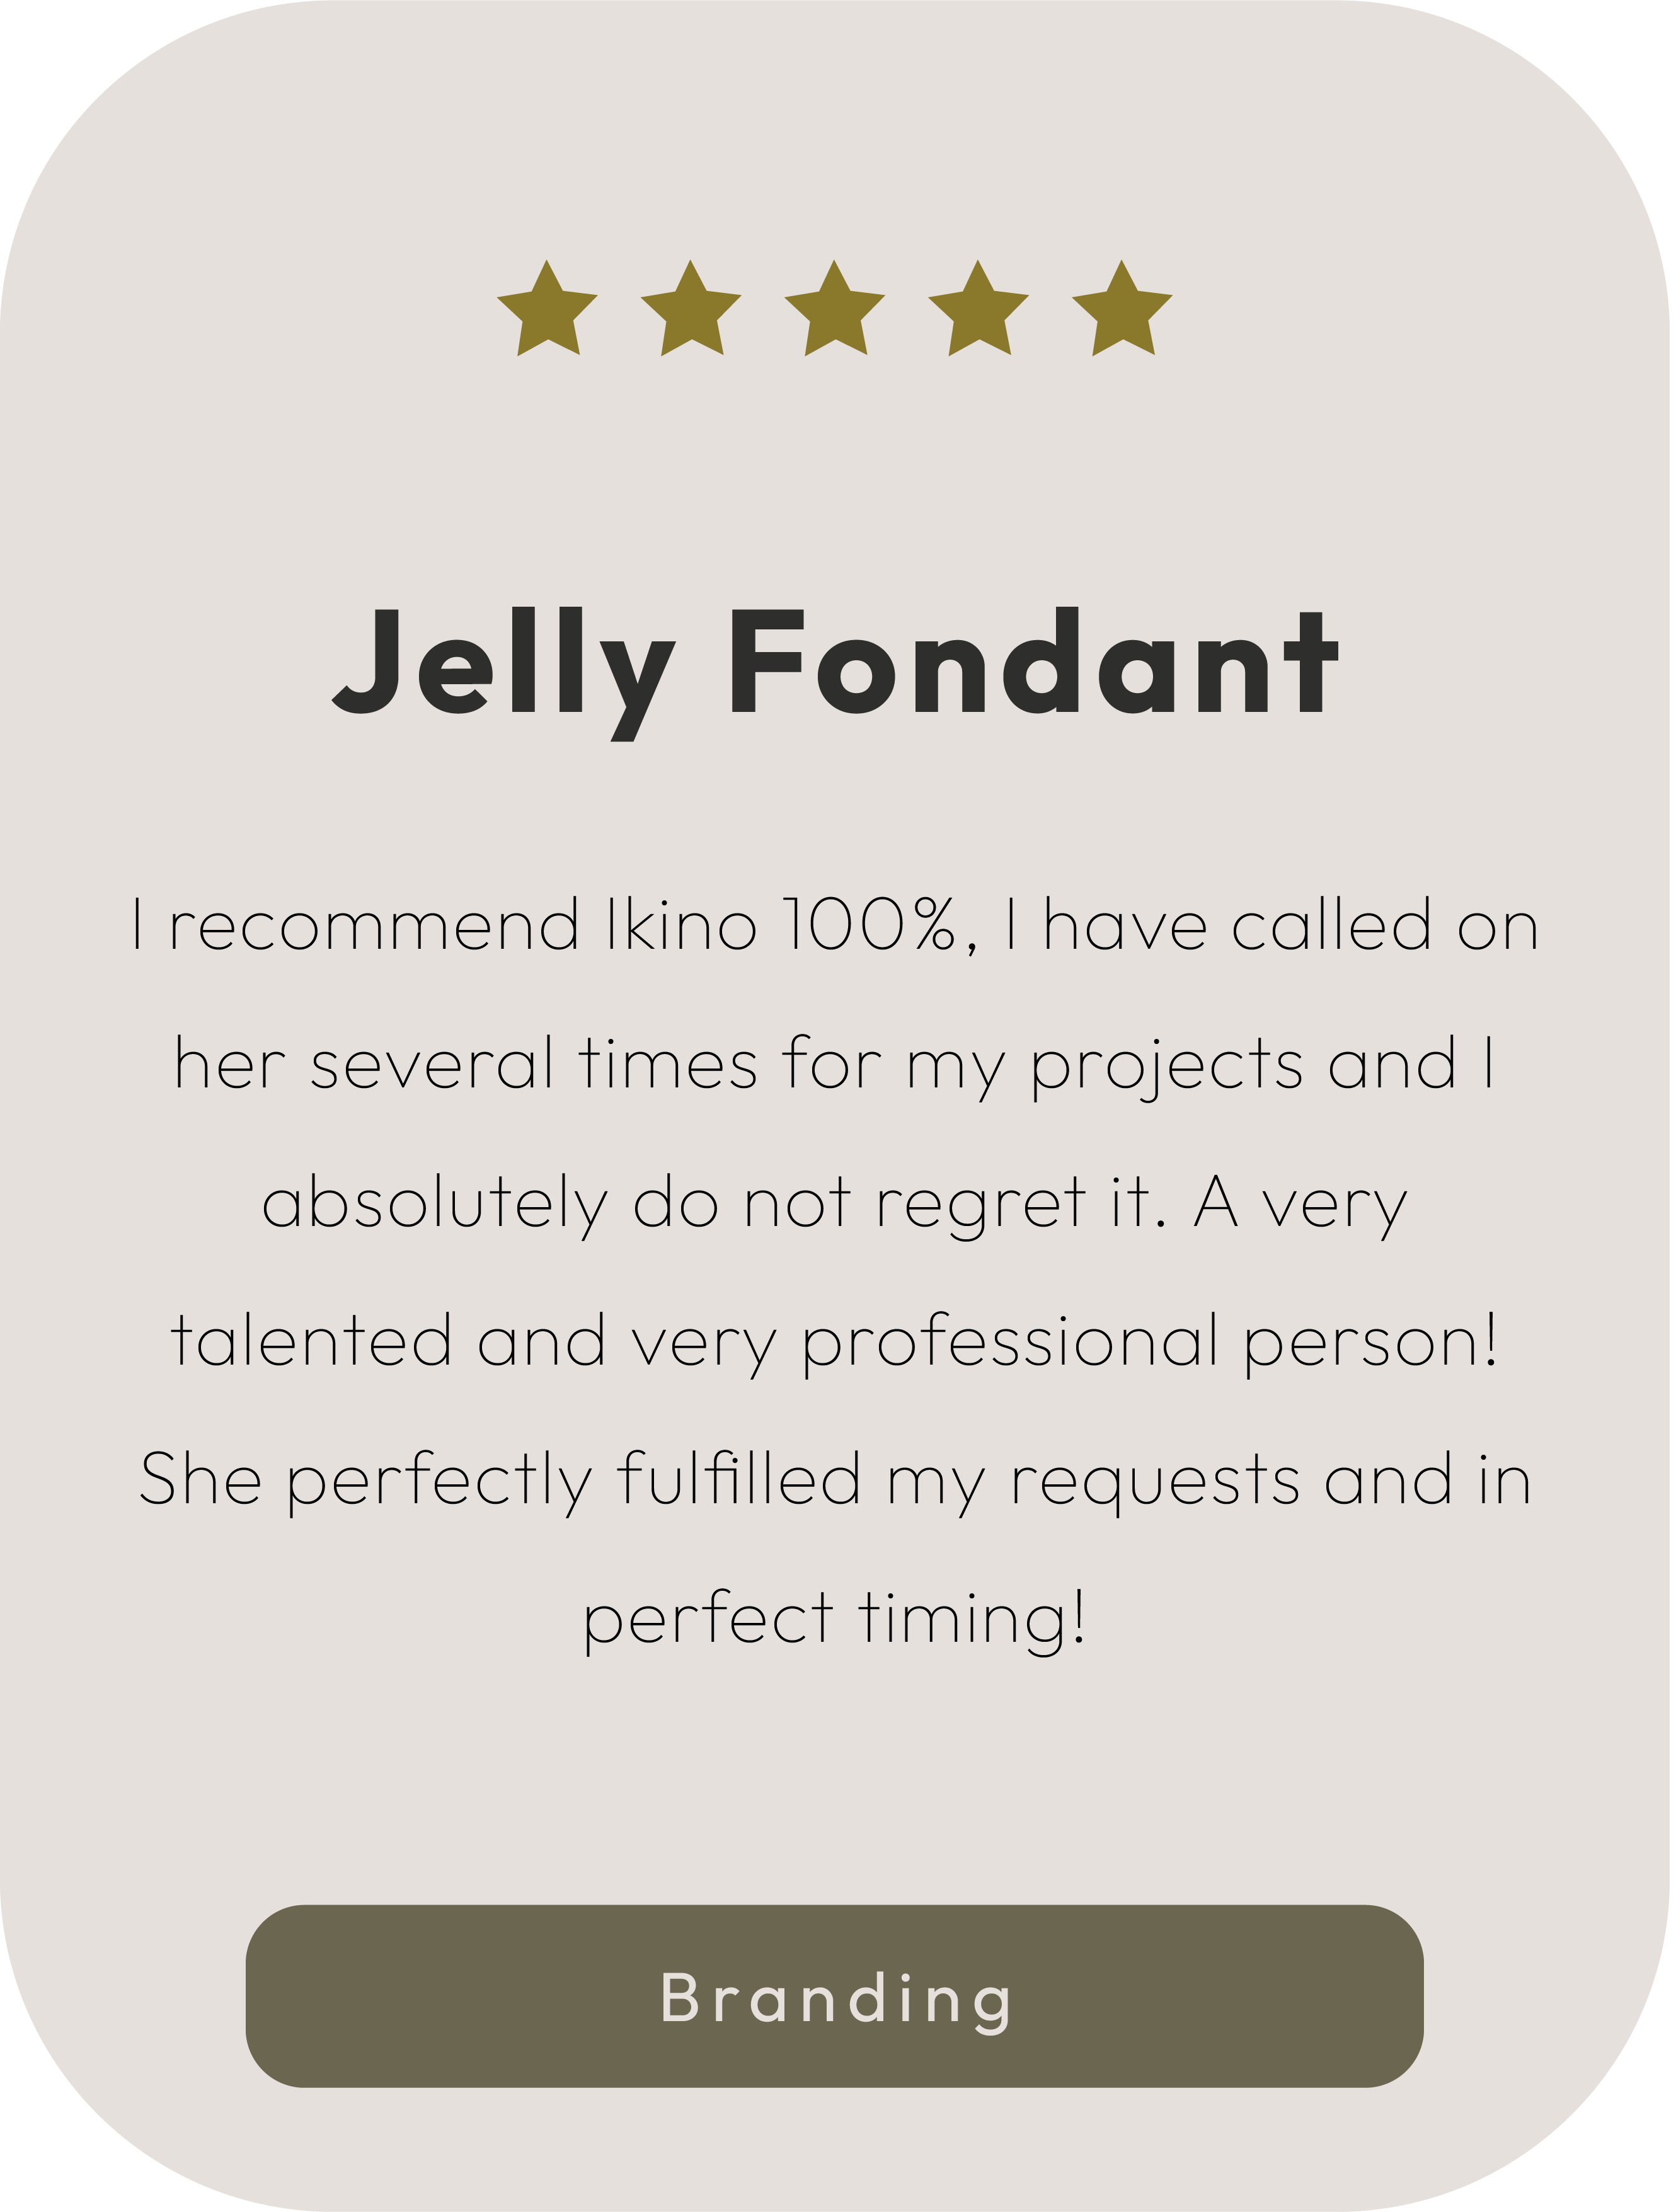 Jelly Fondant
I recommend Ikino 100%, I have called on
her several times for my projects and I
absolutely do not regret it. A very
talented and very professional person!
She perfectly fulfilled my requests and in
perfect timing!
Branding